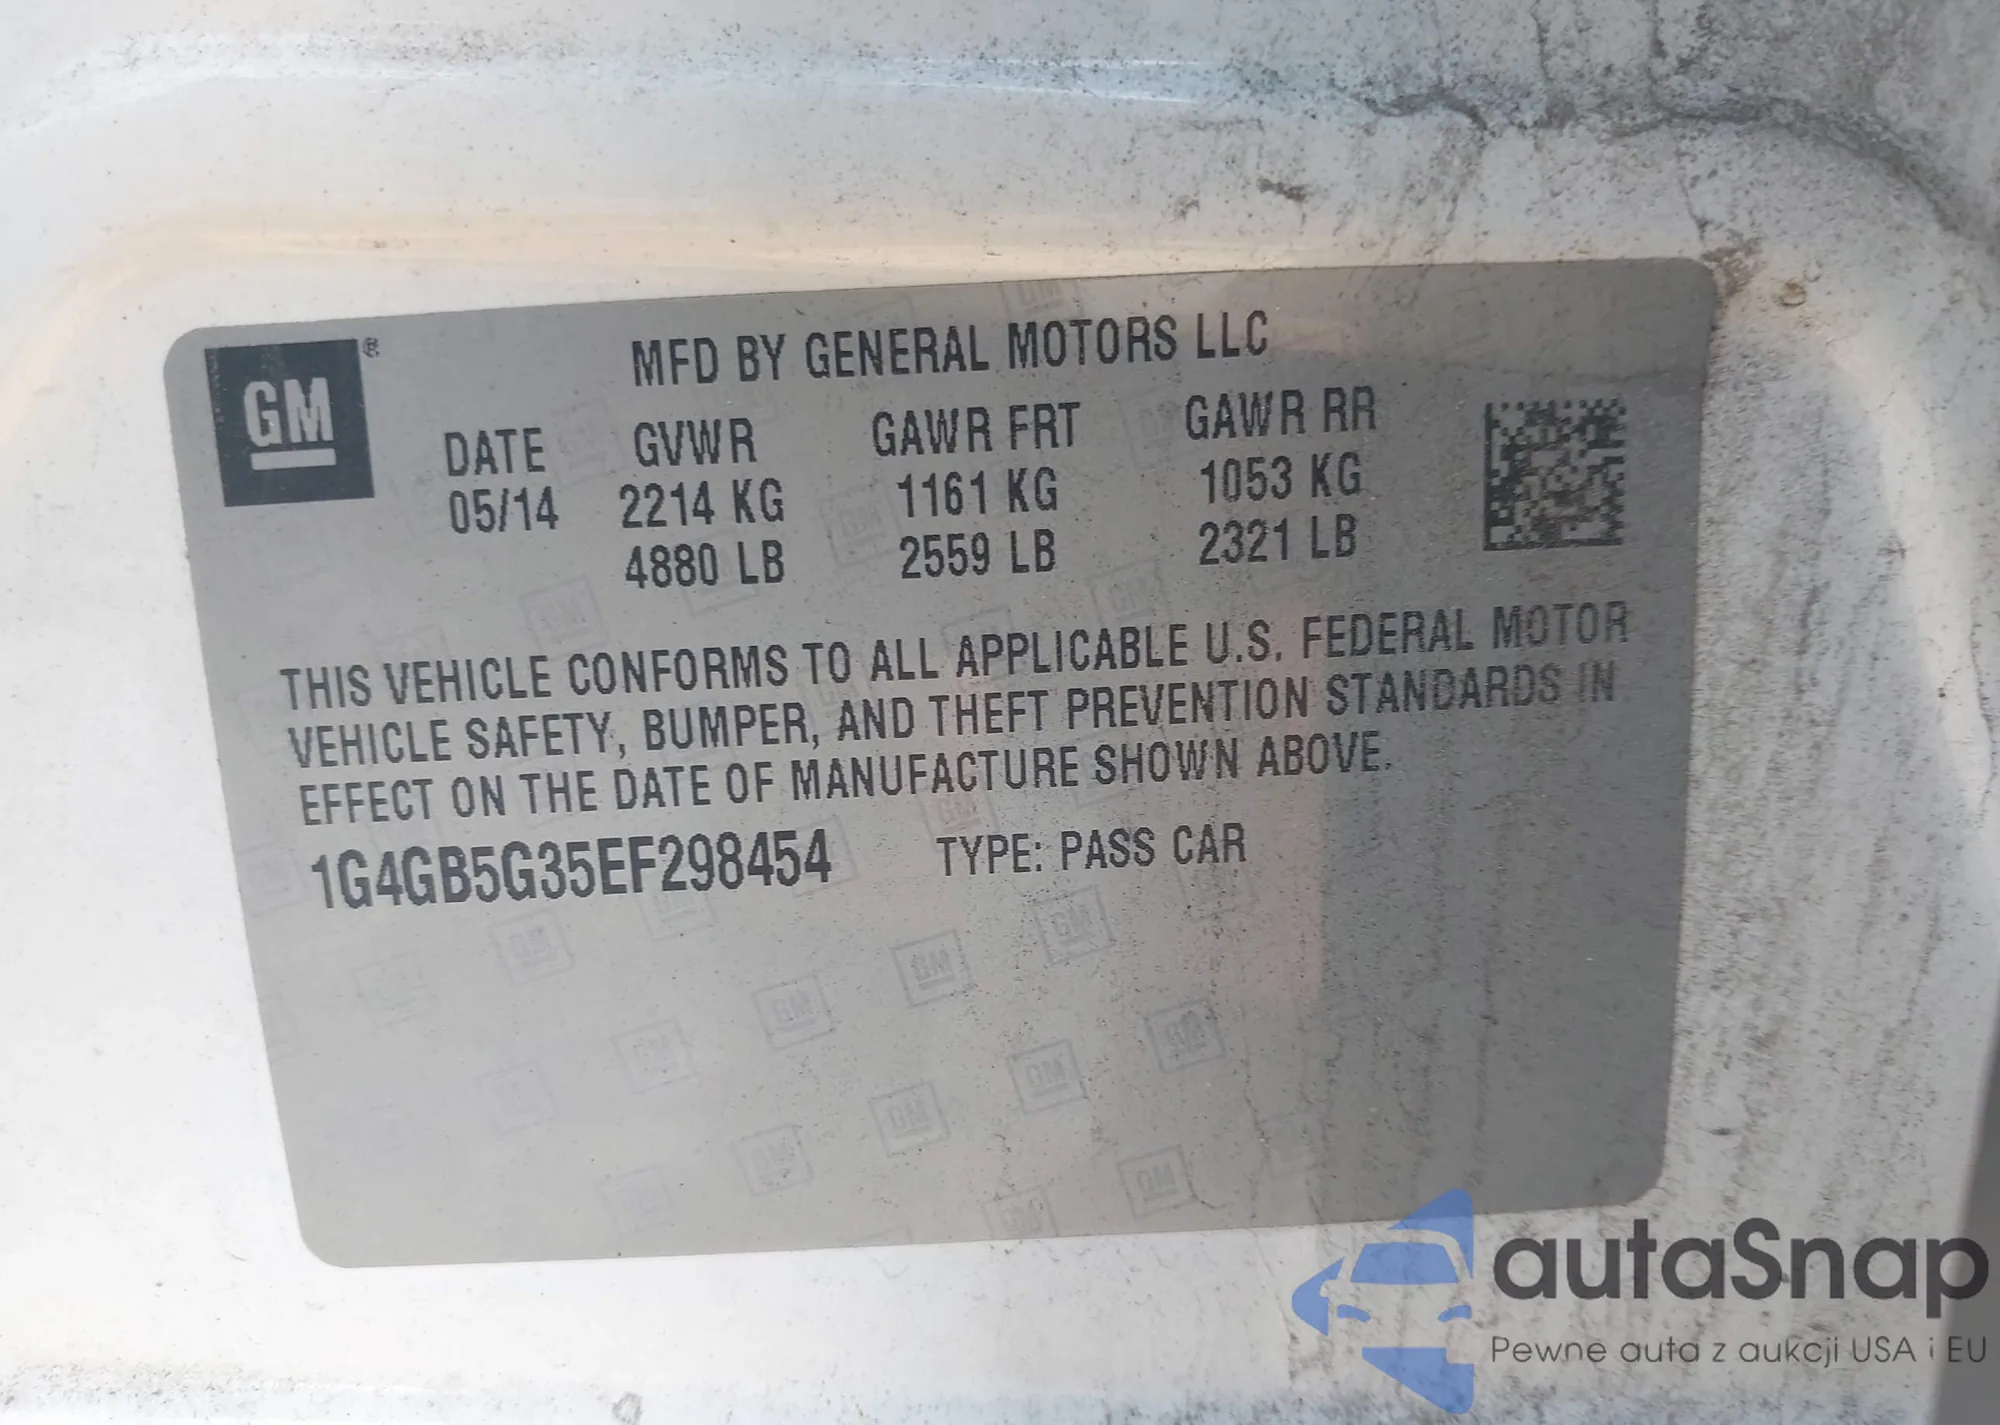 GM®
MFD BY GENERAL MOTORS LLC
DATE GVWR GAWR FRT GAWR RR
05/14 2214 KG 1161 KG 1053 KG
4880 LB 2559 LB 2321 LB
THIS VEHICLE CONFORMS TO ALL APPLICABLE U.S. FEDERAL MOTOR
VEHICLE SAFETY, BUMPER, AND THEFT PREVENTION STANDARDS IN
EFFECT ON THE DATE OF MANUFACTURE SHOWN ABOVE.
1G4GB5G35EF298454 TYPE: PASS CAR
autaSnap
Pewne auta z aukcji USA i EU